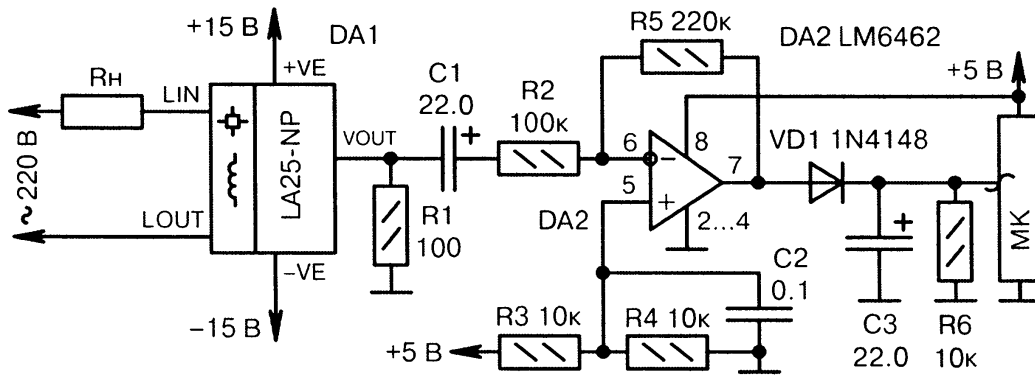 +15 В
DA1
R5 220к
DA2 LM6462
+VE
C1
22.0
+
R2
100к
+5 В
Rн
LIN
VOUT
LA25-NP
6
–
8
7
VD1 1N4148
~220 В
5
+
LOUT
R1
100
DA2
2...4
+
МК
–VE
C2
0.1
–15 В
R3 10к
R4 10к
+5 В
C3
22.0
R6
10к